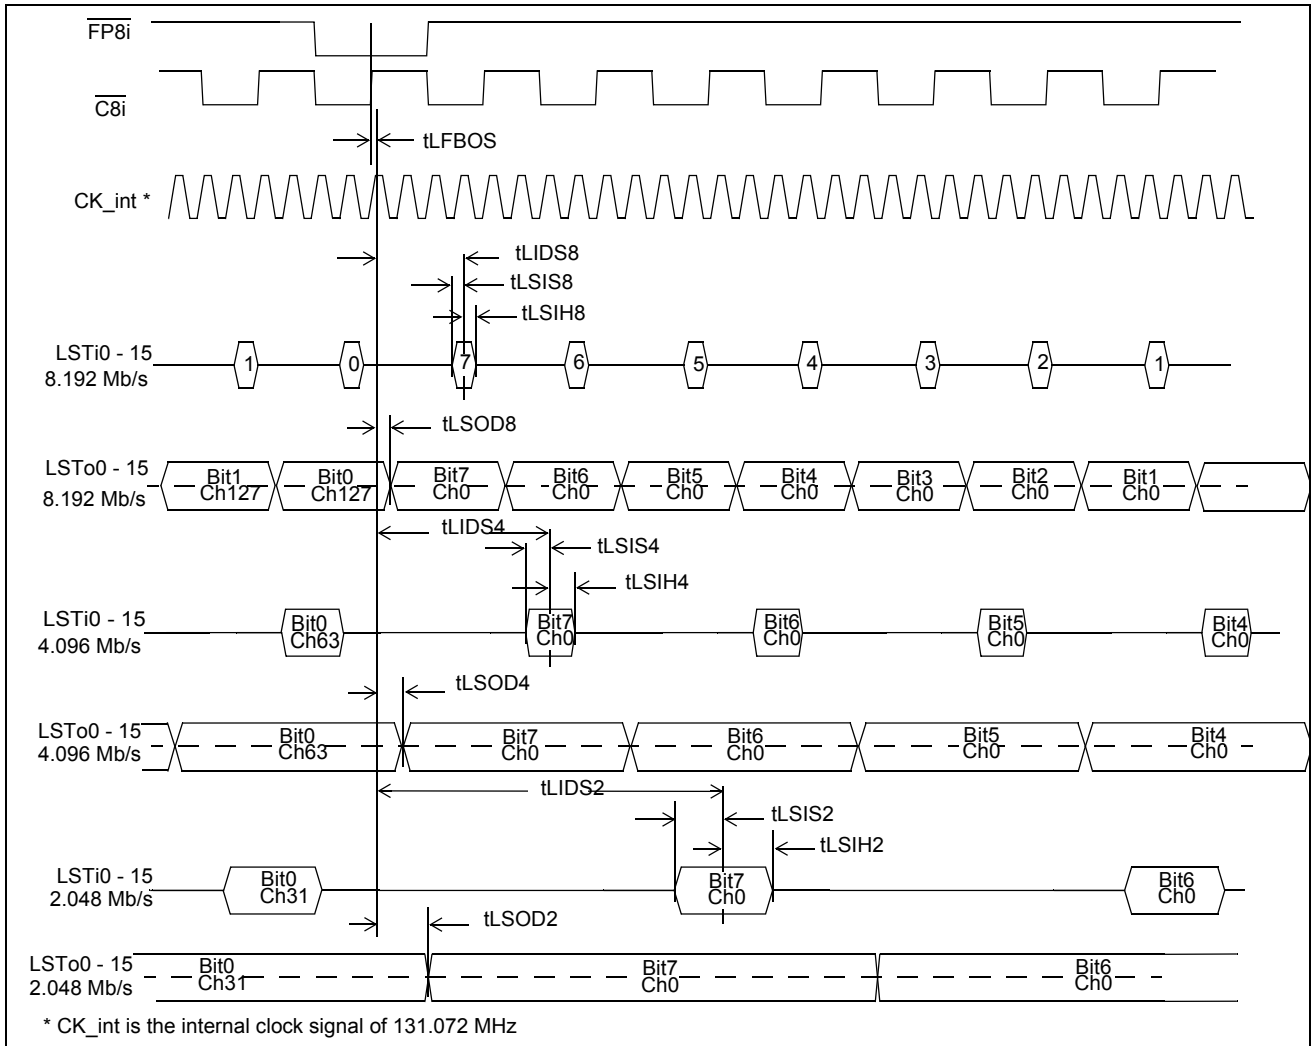 FP8i
C8i
tLFBOS
CK_int *
tLIDS8
tLSIS8
tLSIH8
LSTi0 - 15
8.192 Mb/s
1 0 7 6 5 4 3 2 1
tLSOD8
LSTo0 - 15
8.192 Mb/s
Bit1 Bit0 Bit7 Bit6 Bit5 Bit4 Bit3 Bit2 Bit1
Ch127 Ch127 Ch0 Ch0 Ch0 Ch0 Ch0 Ch0 Ch0
tLIDS4
tLSIS4
tLSIH4
LSTi0 - 15
4.096 Mb/s
Bit0 Bit7 Bit6 Bit5 Bit4
Ch63 Ch0 Ch0 Ch0 Ch0
tLSOD4
LSTo0 - 15
4.096 Mb/s
Bit0 Bit7 Bit6 Bit5 Bit4
Ch63 Ch0 Ch0 Ch0 Ch0
tLIDS2
tLSIS2
tLSIH2
LSTi0 - 15
2.048 Mb/s
Bit0 Bit7 Bit6
Ch31 Ch0 Ch0
tLSOD2
LSTo0 - 15
2.048 Mb/s
Bit0 Bit7 Bit6
Ch31 Ch0 Ch0
* CK_int is the internal clock signal of 131.072 MHz